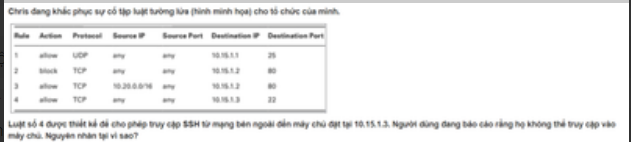 Chris đang khắc phục sự cố tập luật tường lửa (hình minh họa) cho tổ chức của mình.
Rule Action Protocol Source IP Source Port Destination IP Destination Port
1 allow UDP any any 10.15.1.1 25
2 block TCP any any 10.15.1.2 80
3 allow TCP 10.20.0.0/16 any 10.15.1.2 80
4 allow TCP any any 10.15.1.3 22
Luật số 4 được thiết kế để cho phép truy cập SSH từ mạng bên ngoài đến máy chủ đặt tại 10.15.1.3. Người dùng đang báo cáo rằng họ không thể truy cập vào
máy chủ. Nguyên nhân tại vì sao?